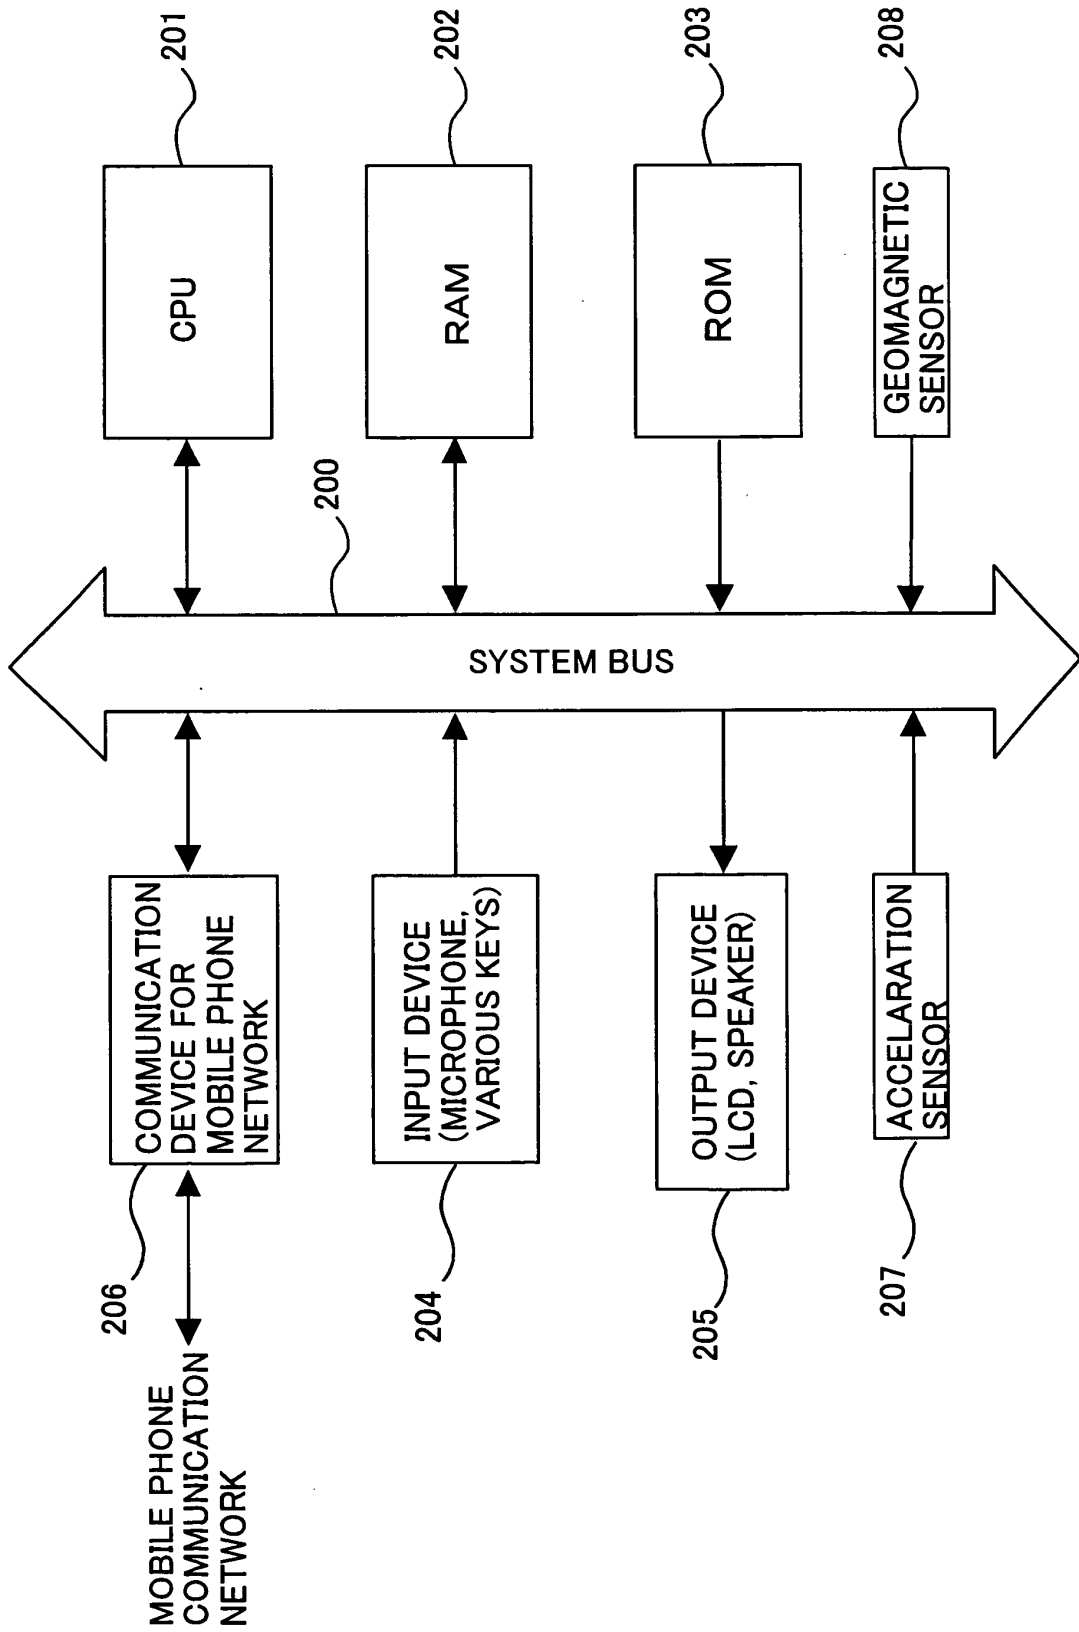 201
CPU
202
RAM
203
ROM
208
GEOMAGNETIC
SENSOR
200
SYSTEM BUS
COMMUNICATION
DEVICE FOR
MOBILE PHONE
NETWORK
206
MOBILE PHONE
COMMUNICATION
NETWORK
INPUT DEVICE
(MICROPHONE,
VARIOUS KEYS)
204
OUTPUT DEVICE
(LCD, SPEAKER)
205
ACCELARATION
SENSOR
207